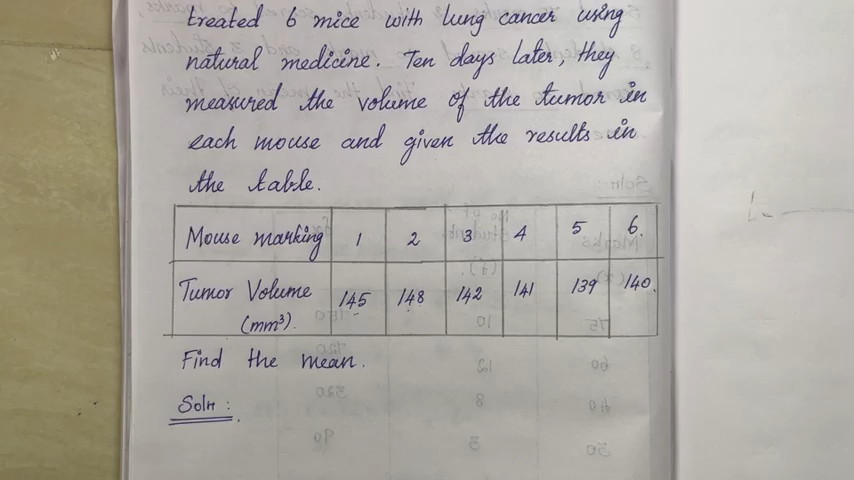 treated 6 mice with lung cancer using
natural medicine. Ten days later, they
measured the volume of the tumor in
each mouse and given the results in
the table.
Mouse marking 1 2 3 4 5 6.
Tumor Volume 145 148 142 141 139 140.
(mm³).
Find the mean.
Soln :